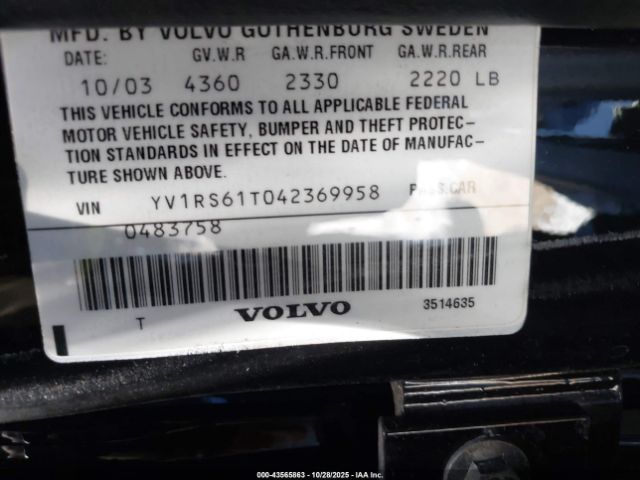 MFD. BY VOLVO GOTHENBURG SWEDEN
DATE: G.V.W.R GA.W.R.FRONT GA.W.R.REAR
10/03 4360 2330 2220 LB
THIS VEHICLE CONFORMS TO ALL APPLICABLE FEDERAL
MOTOR VEHICLE SAFETY, BUMPER AND THEFT PROTEC-
TION STANDARDS IN EFFECT ON THE DATE OF MANUFAC-
TURE SHOWN ABOVE.
VIN YV1RS61T042369958 PASS.CAR
0483758
T VOLVO 3514635
000-43565863 | 10/28/2025 | IAA Inc.